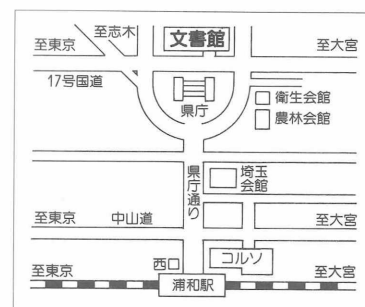 至志木
文書館
至東京
至大宮
17号国道
県庁
衛生会館
農林会館
県庁通り
埼玉
会館
至東京
中山道
至大宮
コルソ
西口
至東京
至大宮
浦和駅